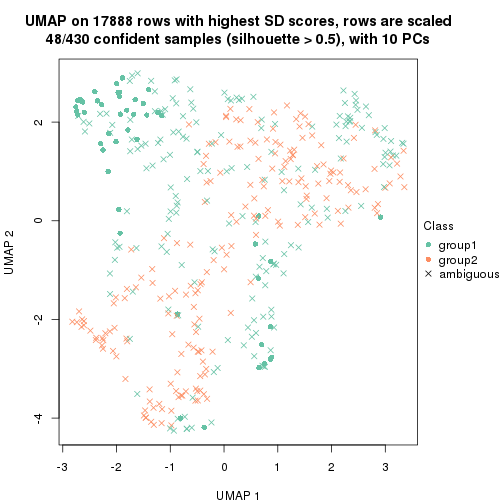 UMAP on 17888 rows with highest SD scores, rows are scaled
48/430 confident samples (silhouette > 0.5), with 10 PCs
UMAP 2
2
0
-2
-4
-3
-2
-1
0
1
2
3
UMAP 1
Class
group1
group2
ambiguous